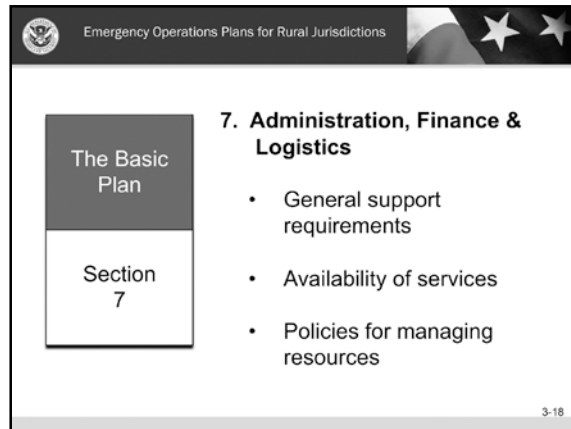 Emergency Operations Plans for Rural Jurisdictions
The Basic
Plan
Section
7
7. Administration, Finance &
Logistics
• General support
requirements
• Availability of services
• Policies for managing
resources
3-18